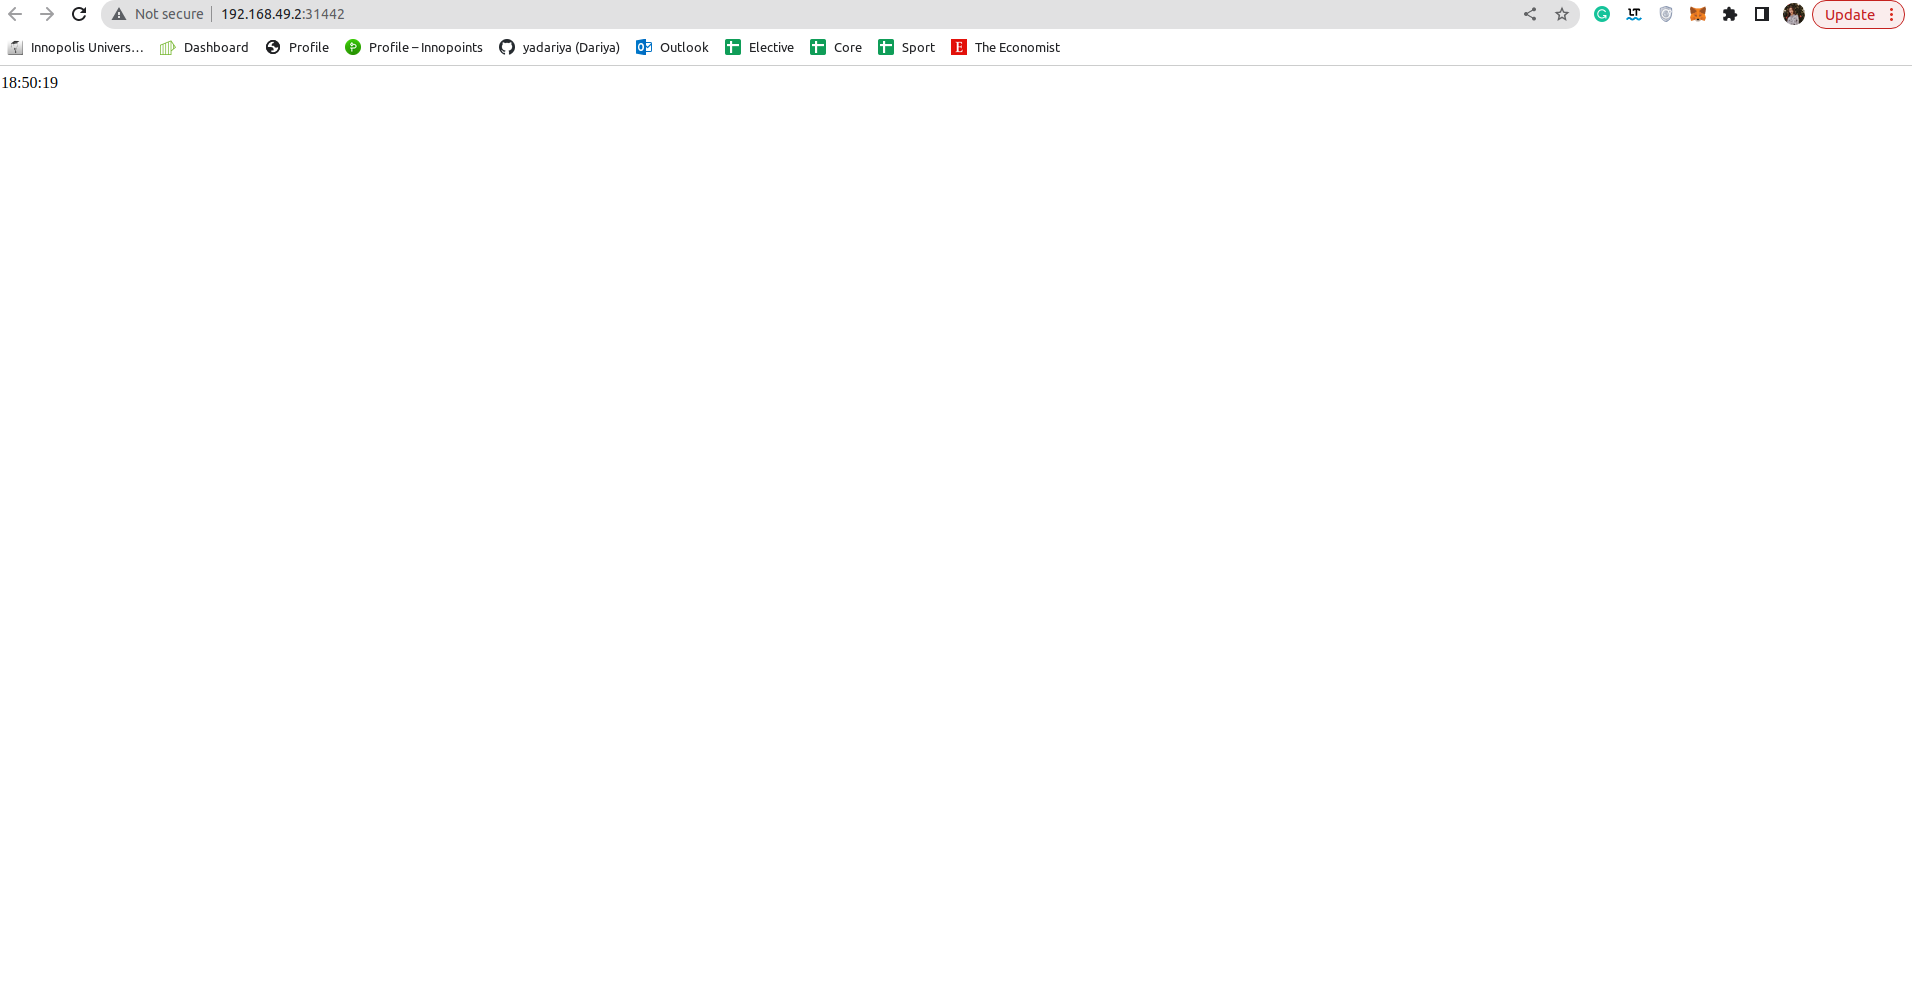 Not secure 192.168.49.2:31442 Update
Innopolis Univers… Dashboard Profile Profile – Innopoints yadariya (Dariya) Outlook Elective Core Sport The Economist
18:50:19